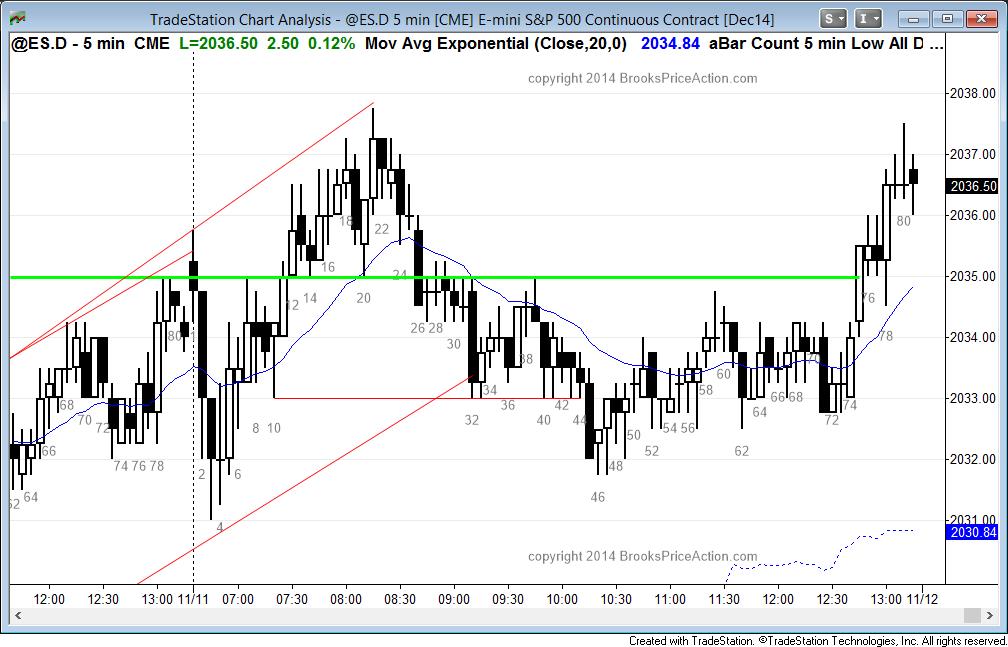 TradeStation Chart Analysis - @ES.D 5 min [CME] E-mini S&P 500 Continuous Contract [Dec14]
S
I
@ES.D - 5 min CME L=2036.50 2.50 0.12% Mov Avg Exponential (Close,20,0) 2034.84 aBar Count 5 min Low All D ...
copyright 2014 BrooksPriceAction.com
2038.00
2037.00
2036.50
2036.00
2035.00
2034.00
2033.00
2032.00
2031.00
2030.84
62 64 66 68 70 72 74 76 78 80 1 2 4 6 8 10 12 14 16 18 20 22 24 26 28 30 32 34 36 38 40 42 44 46 48 50 52 54 56 58 60 62 64 66 68 70 72 74 76 78 80
copyright 2014 BrooksPriceAction.com
12:00 12:30 13:00 11/11 07:00 07:30 08:00 08:30 09:00 09:30 10:00 10:30 11:00 11:30 12:00 12:30 13:00 11/12
Created with TradeStation. ©TradeStation Technologies, Inc. All rights reserved.